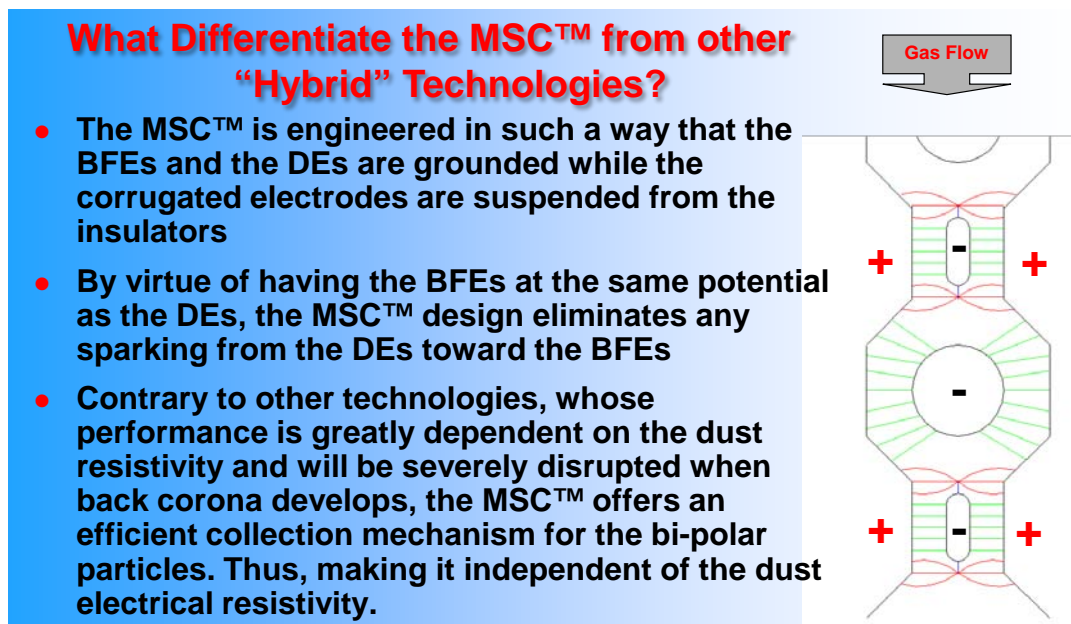 What Differentiate the MSC™ from other
“Hybrid” Technologies?
Gas Flow
● The MSC™ is engineered in such a way that the
BFEs and the DEs are grounded while the
corrugated electrodes are suspended from the
insulators
● By virtue of having the BFEs at the same potential
as the DEs, the MSC™ design eliminates any
sparking from the DEs toward the BFEs
● Contrary to other technologies, whose
performance is greatly dependent on the dust
resistivity and will be severely disrupted when
back corona develops, the MSC™ offers an
efficient collection mechanism for the bi-polar
particles. Thus, making it independent of the dust
electrical resistivity.
+ - +
-
+ - +